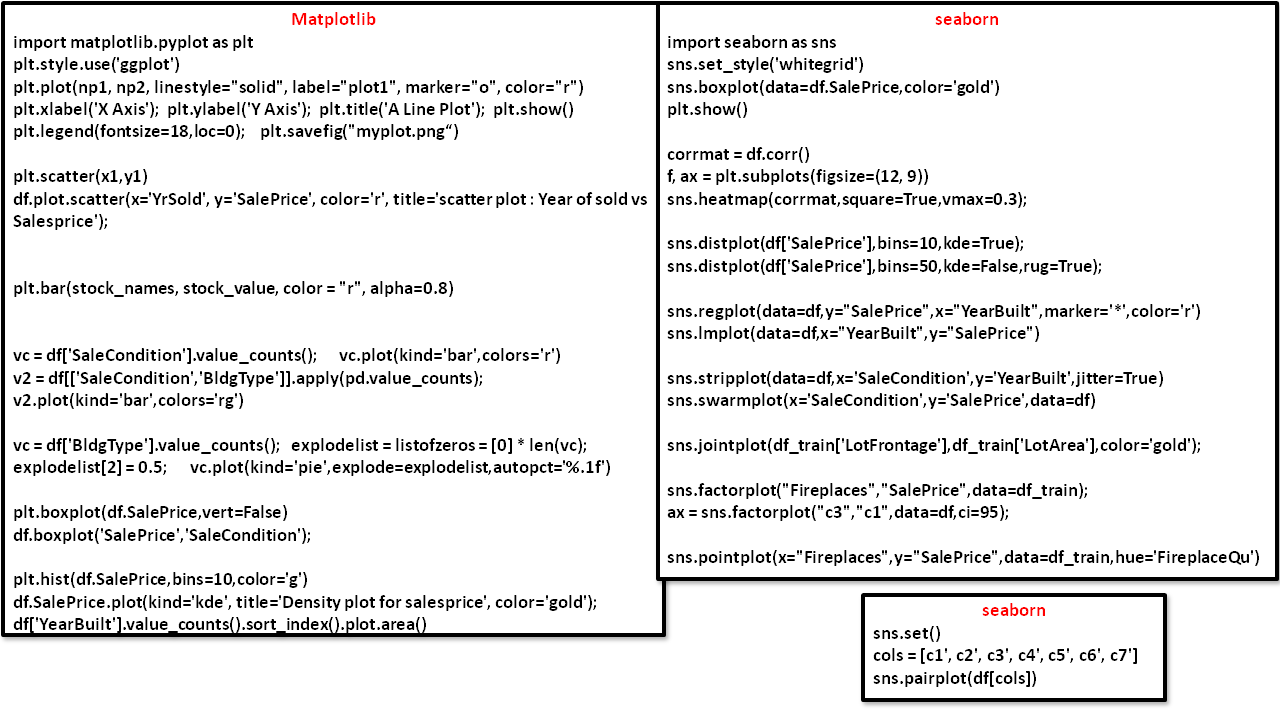 Matplotlib
import matplotlib.pyplot as plt
plt.style.use('ggplot')
plt.plot(np1, np2, linestyle="solid", label="plot1", marker="o", color="r")
plt.xlabel('X Axis');  plt.ylabel('Y Axis');  plt.title('A Line Plot');  plt.show()
plt.legend(fontsize=18,loc=0);   plt.savefig("myplot.png“)
plt.scatter(x1,y1)
df.plot.scatter(x='YrSold', y='SalePrice', color='r', title='scatter plot : Year of sold vs
Salesprice');
plt.bar(stock_names, stock_value, color = "r", alpha=0.8)
vc = df['SaleCondition'].value_counts();    vc.plot(kind='bar',colors='r')
v2 = df[['SaleCondition','BldgType']].apply(pd.value_counts);
v2.plot(kind='bar',colors='rg')
vc = df['BldgType'].value_counts();  explodelist = listofzeros = [0] * len(vc);
explodelist[2] = 0.5;    vc.plot(kind='pie',explode=explodelist,autopct='%.1f')
plt.boxplot(df.SalePrice,vert=False)
df.boxplot('SalePrice','SaleCondition');
plt.hist(df.SalePrice,bins=10,color='g')
df.SalePrice.plot(kind='kde', title='Density plot for salesprice', color='gold');
df['YearBuilt'].value_counts().sort_index().plot.area()
seaborn
import seaborn as sns
sns.set_style('whitegrid')
sns.boxplot(data=df.SalePrice,color='gold')
plt.show()
corrmat = df.corr()
f, ax = plt.subplots(figsize=(12, 9))
sns.heatmap(corrmat,square=True,vmax=0.3);
sns.distplot(df['SalePrice'],bins=10,kde=True);
sns.distplot(df['SalePrice'],bins=50,kde=False,rug=True);
sns.regplot(data=df,y="SalePrice",x="YearBuilt",marker='*',color='r')
sns.lmplot(data=df,x="YearBuilt",y="SalePrice")
sns.stripplot(data=df,x='SaleCondition',y='YearBuilt',jitter=True)
sns.swarmplot(x='SaleCondition',y='SalePrice',data=df)
sns.jointplot(df_train['LotFrontage'],df_train['LotArea'],color='gold');
sns.factorplot("Fireplaces","SalePrice",data=df_train);
ax = sns.factorplot("c3","c1",data=df,ci=95);
sns.pointplot(x="Fireplaces",y="SalePrice",data=df_train,hue='FireplaceQu')
seaborn
sns.set()
cols = [c1', c2', c3', c4', c5', c6', c7']
sns.pairplot(df[cols])